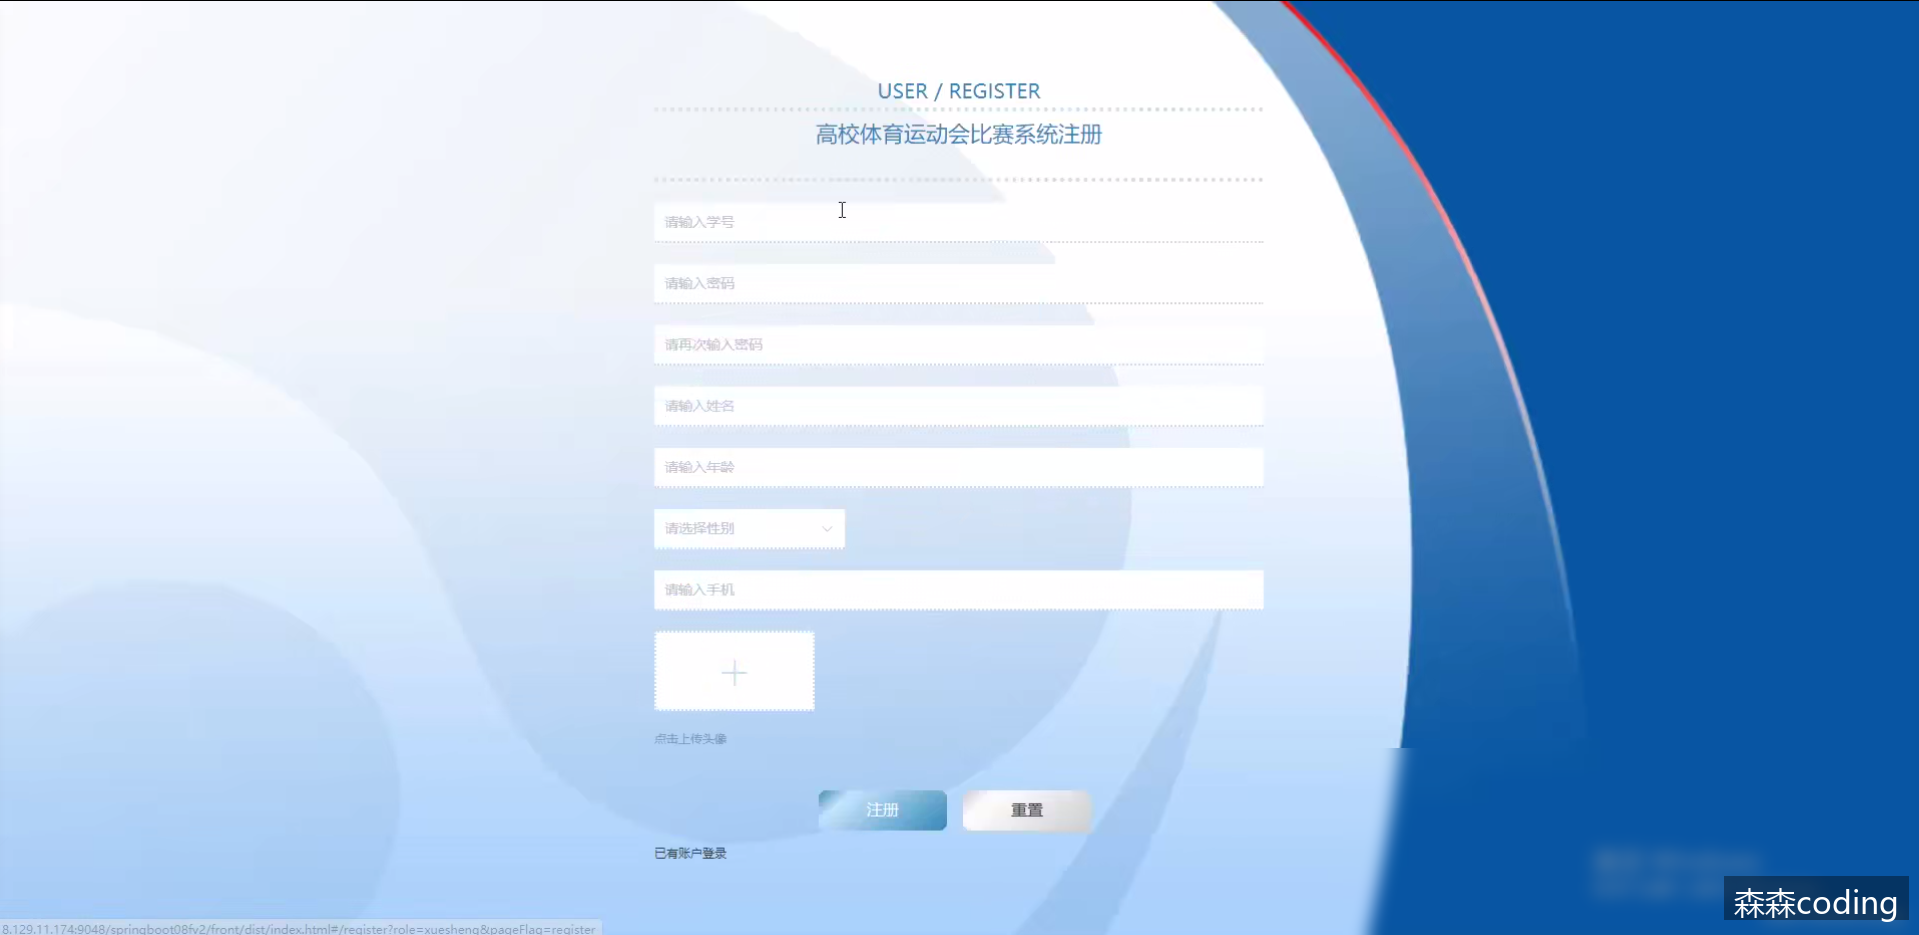 USER / REGISTER
高校体育运动会比赛系统注册
请输入学号
请输入密码
请再次输入密码
请输入姓名
请输入年龄
请选择性别
请输入手机
点击上传头像
注册
重置
已有账户登录
森森coding
8.129.11.174:9048/springboot08fv2/front/dist/index.html#/register?role=xuesheng&pageFlag=register